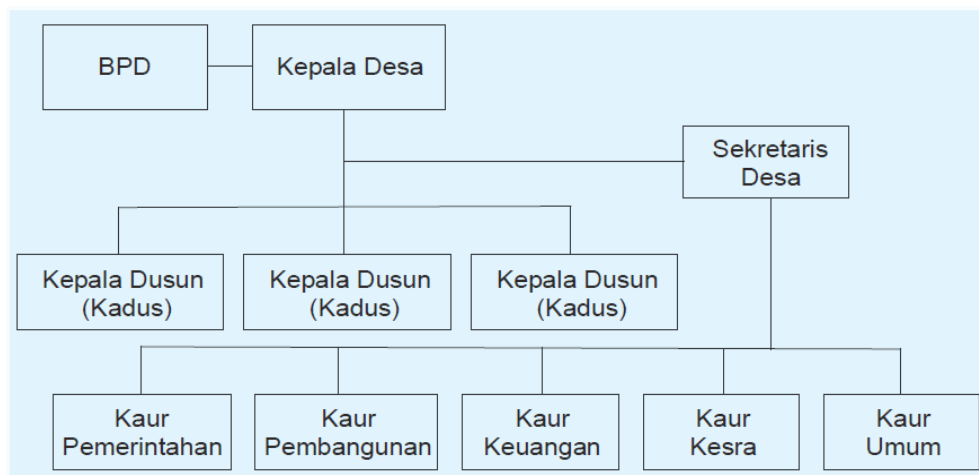 BPD
Kepala Desa
Sekretaris
Desa
Kepala Dusun
(Kadus)
Kepala Dusun
(Kadus)
Kepala Dusun
(Kadus)
Kaur
Pemerintahan
Kaur
Pembangunan
Kaur
Keuangan
Kaur
Kesra
Kaur
Umum